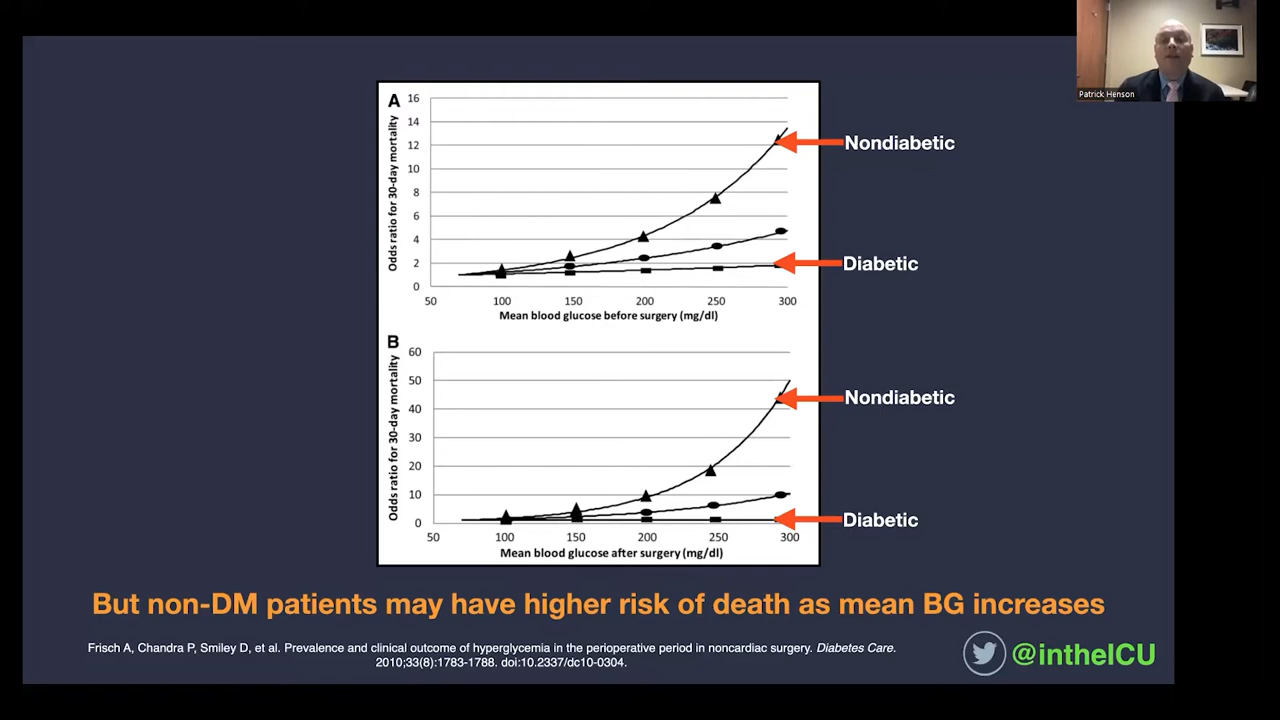 Patrick Henson
A
16
14
12
10
8
6
4
2
0
Odds ratio for 30-day mortality
50 100 150 200 250 300
Mean blood glucose before surgery (mg/dl)
Nondiabetic
Diabetic
B
60
50
40
30
20
10
0
Odds ratio for 30-day mortality
50 100 150 200 250 300
Mean blood glucose after surgery (mg/dl)
Nondiabetic
Diabetic
But non-DM patients may have higher risk of death as mean BG increases
Frisch A, Chandra P, Smiley D, et al. Prevalence and clinical outcome of hyperglycemia in the perioperative period in noncardiac surgery. Diabetes Care.
2010;33(8):1783-1788. doi:10.2337/dc10-0304.
@intheICU